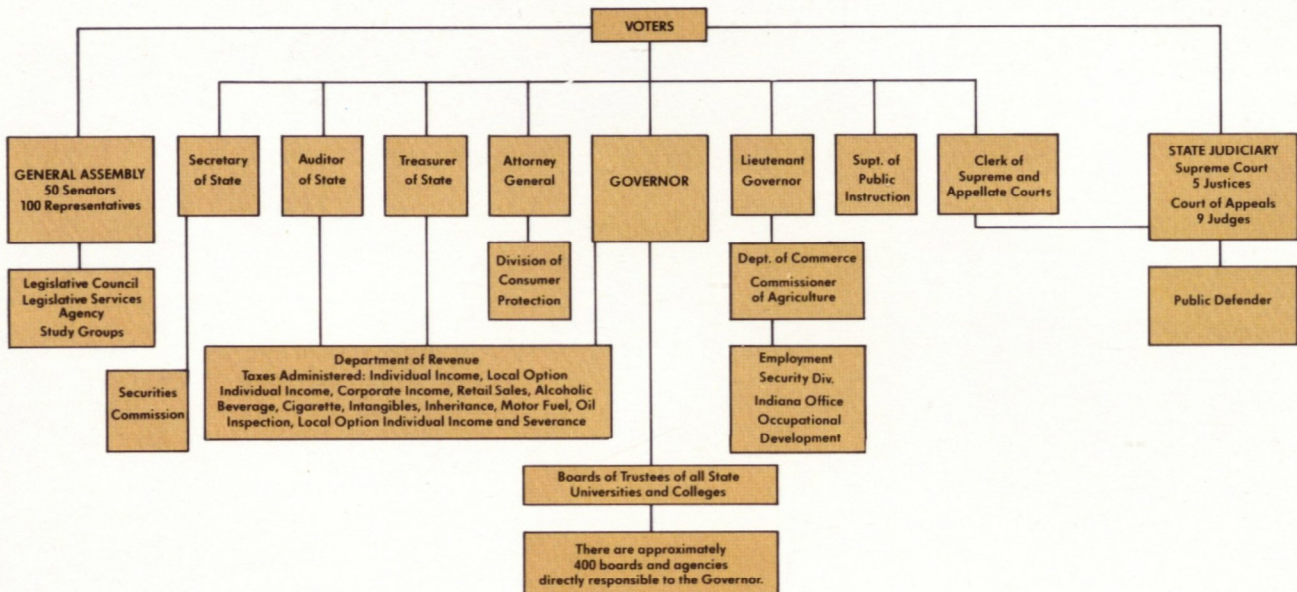 VOTERS
GENERAL ASSEMBLY
50 Senators
100 Representatives
Secretary
of State
Auditor
of State
Treasurer
of State
Attorney
General
GOVERNOR
Lieutenant
Governor
Supt. of
Public
Instruction
Clerk of
Supreme and
Appellate Courts
STATE JUDICIARY
Supreme Court
5 Justices
Court of Appeals
9 Judges
Legislative Council
Legislative Services
Agency
Study Groups
Division of
Consumer
Protection
Dept. of Commerce
Commissioner
of Agriculture
Public Defender
Securities
Commission
Department of Revenue
Taxes Administered: Individual Income, Local Option
Individual Income, Corporate Income, Retail Sales, Alcoholic
Beverage, Cigarette, Intangibles, Inheritance, Motor Fuel, Oil
Inspection, Local Option Individual Income and Severance
Employment
Security Div.
Indiana Office
Occupational
Development
Boards of Trustees of all State
Universities and Colleges
There are approximately
400 boards and agencies
directly responsible to the Governor.